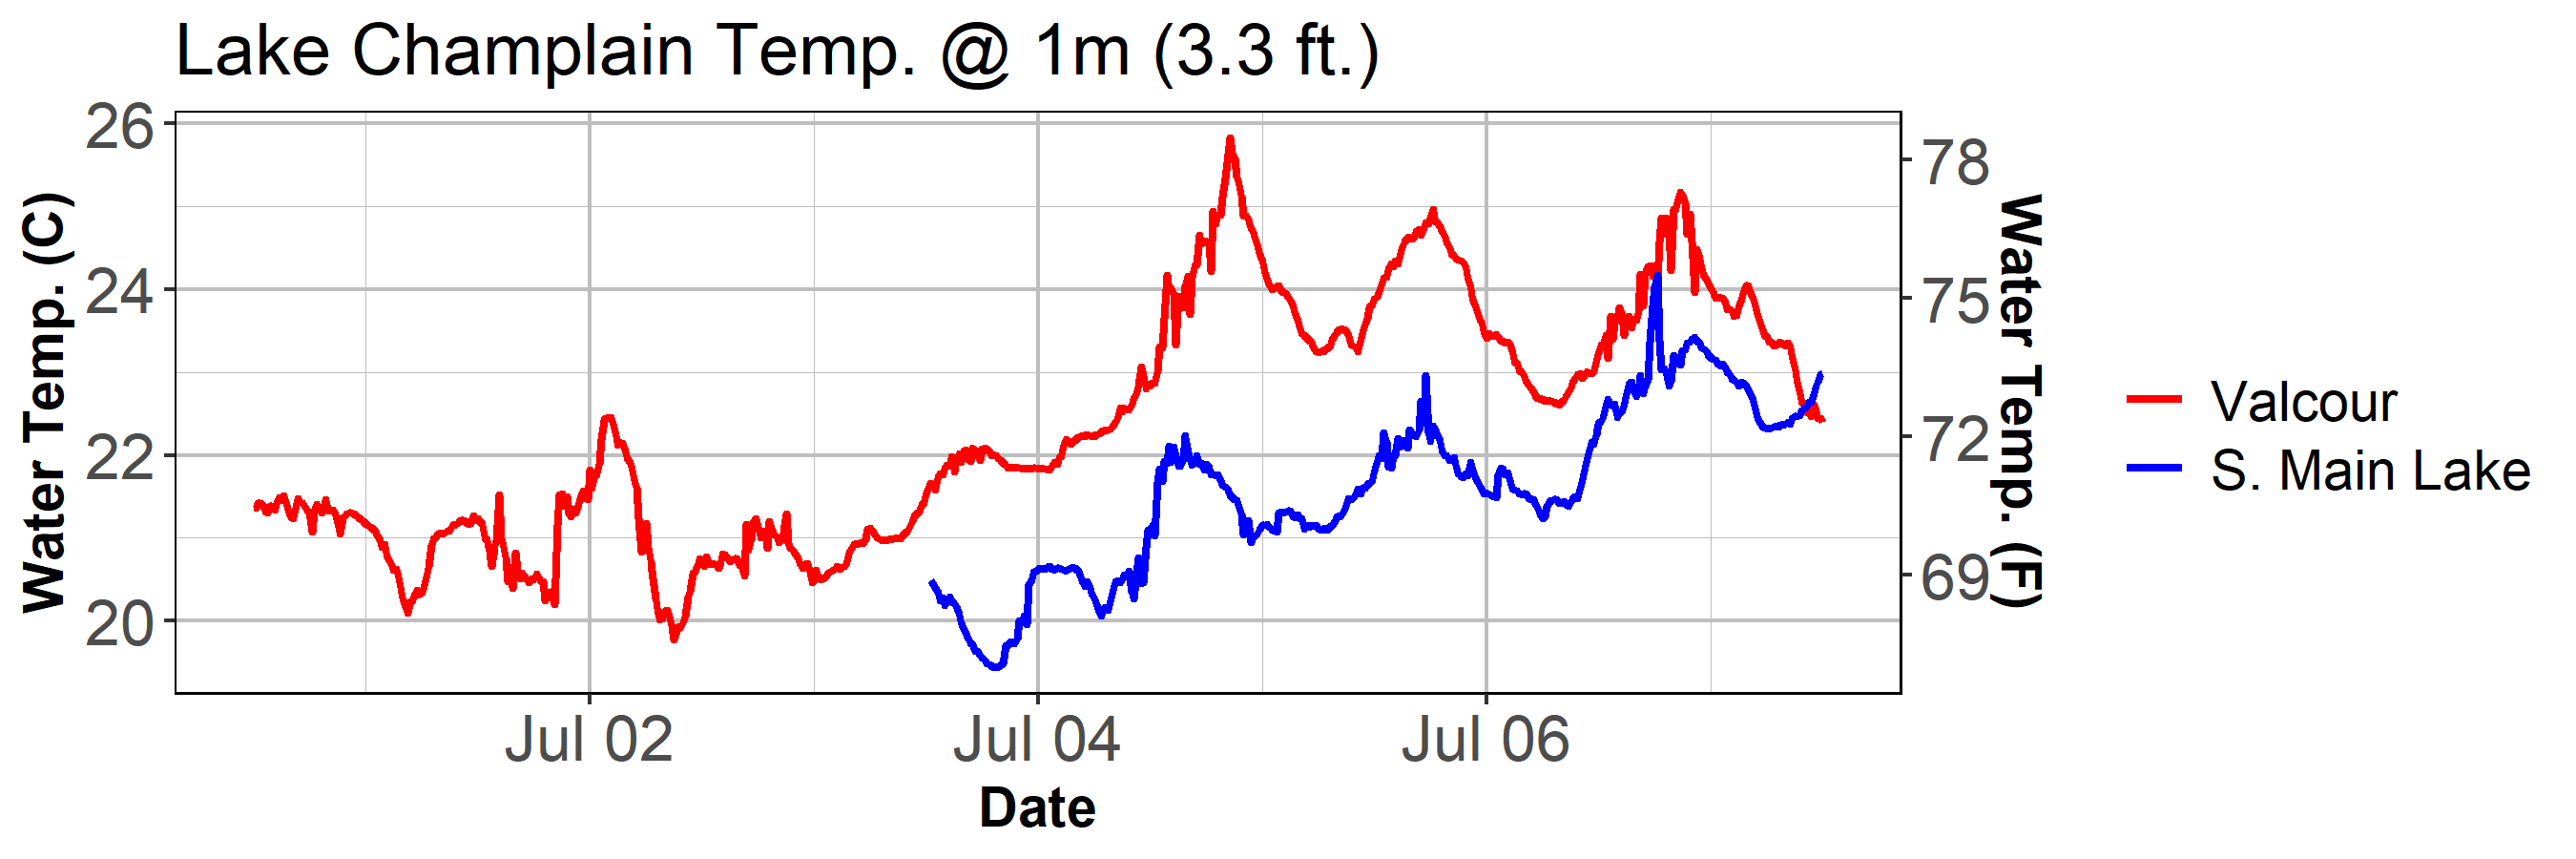 Lake Champlain Temp. @ 1m (3.3 ft.)
Water Temp. (C)
26
24
22
20
78
75
72
69
Water Temp. (F)
Jul 02
Jul 04
Jul 06
Date
Valcour
S. Main Lake